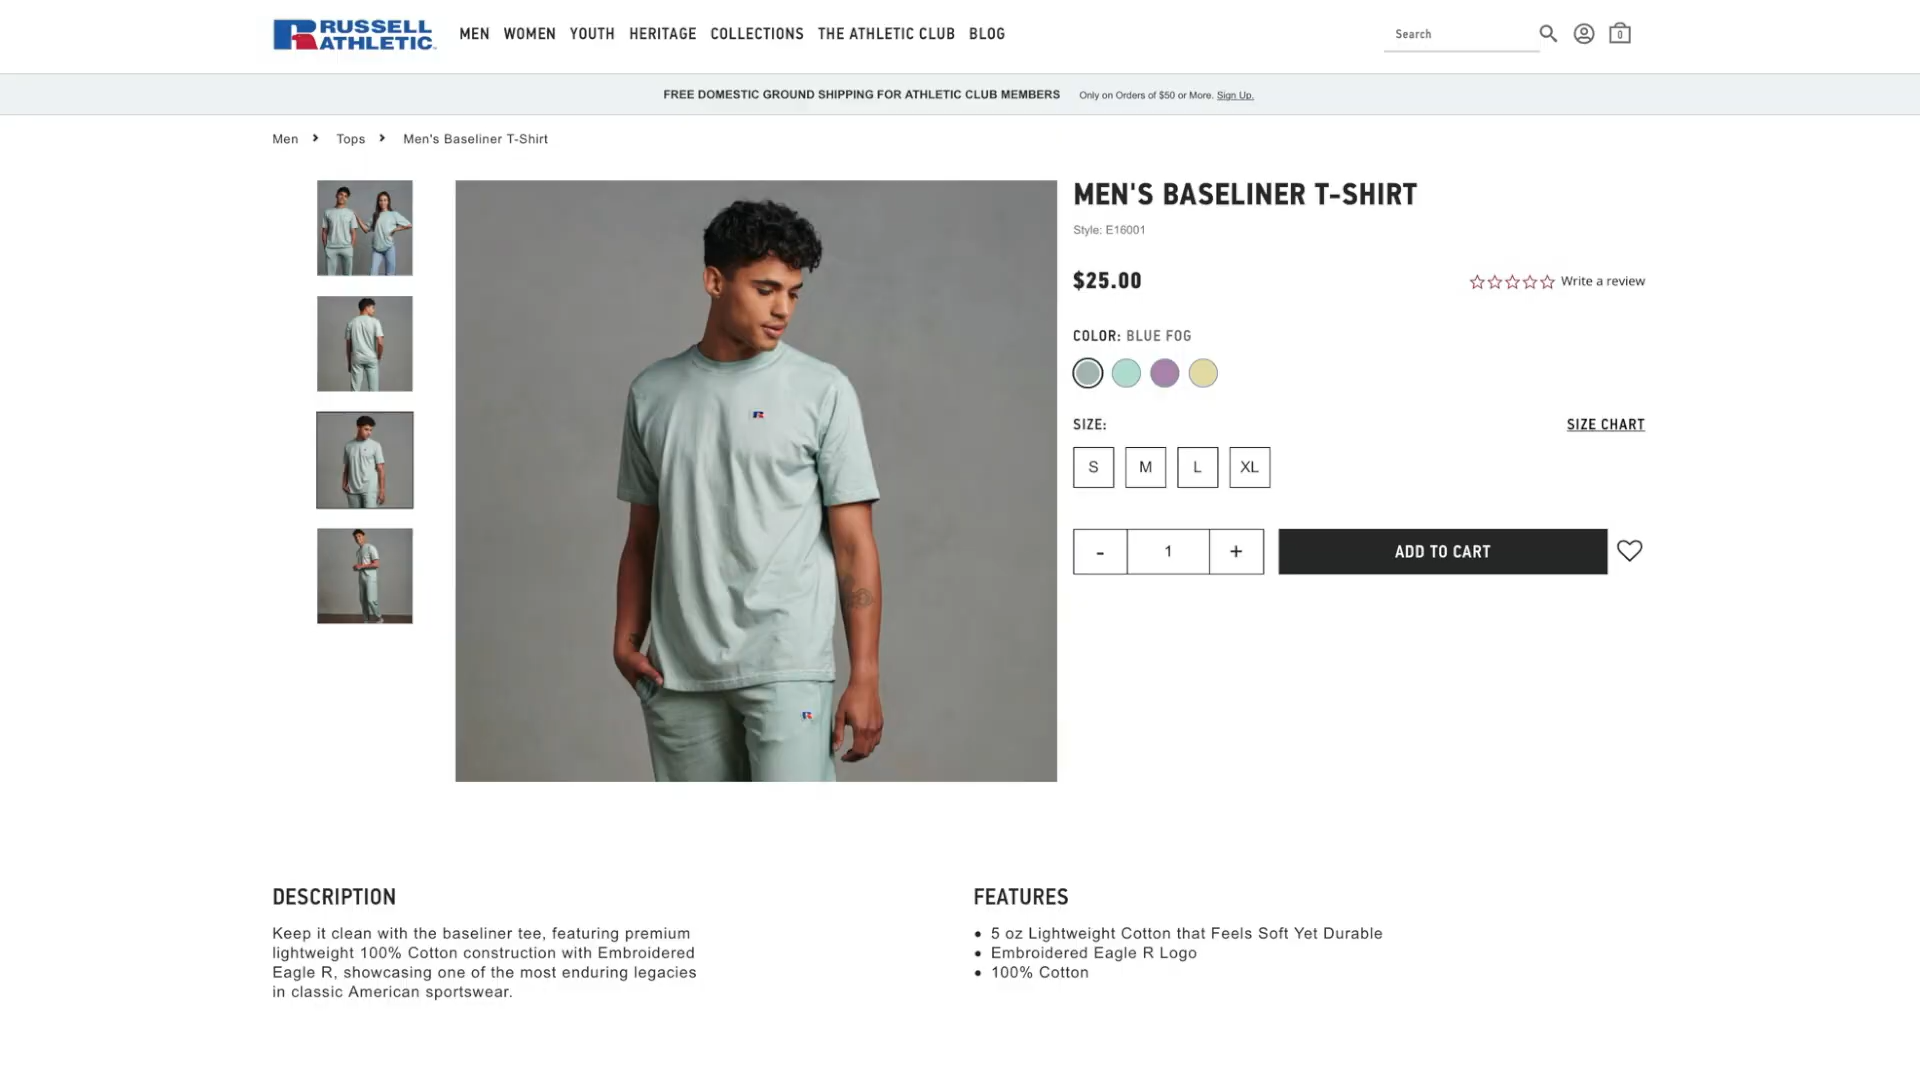 RUSSELL
ATHLETIC
MEN WOMEN YOUTH HERITAGE COLLECTIONS THE ATHLETIC CLUB BLOG
Search
0
FREE DOMESTIC GROUND SHIPPING FOR ATHLETIC CLUB MEMBERS Only on Orders of $50 or More. Sign Up.
Men Tops Men's Baseliner T-Shirt
MEN'S BASELINER T-SHIRT
Style: E16001
$25.00
Write a review
COLOR: BLUE FOG
SIZE:
SIZE CHART
S M L XL
- 1 +
ADD TO CART
DESCRIPTION
Keep it clean with the baseliner tee, featuring premium
lightweight 100% Cotton construction with Embroidered
Eagle R, showcasing one of the most enduring legacies
in classic American sportswear.
FEATURES
• 5 oz Lightweight Cotton that Feels Soft Yet Durable
• Embroidered Eagle R Logo
• 100% Cotton